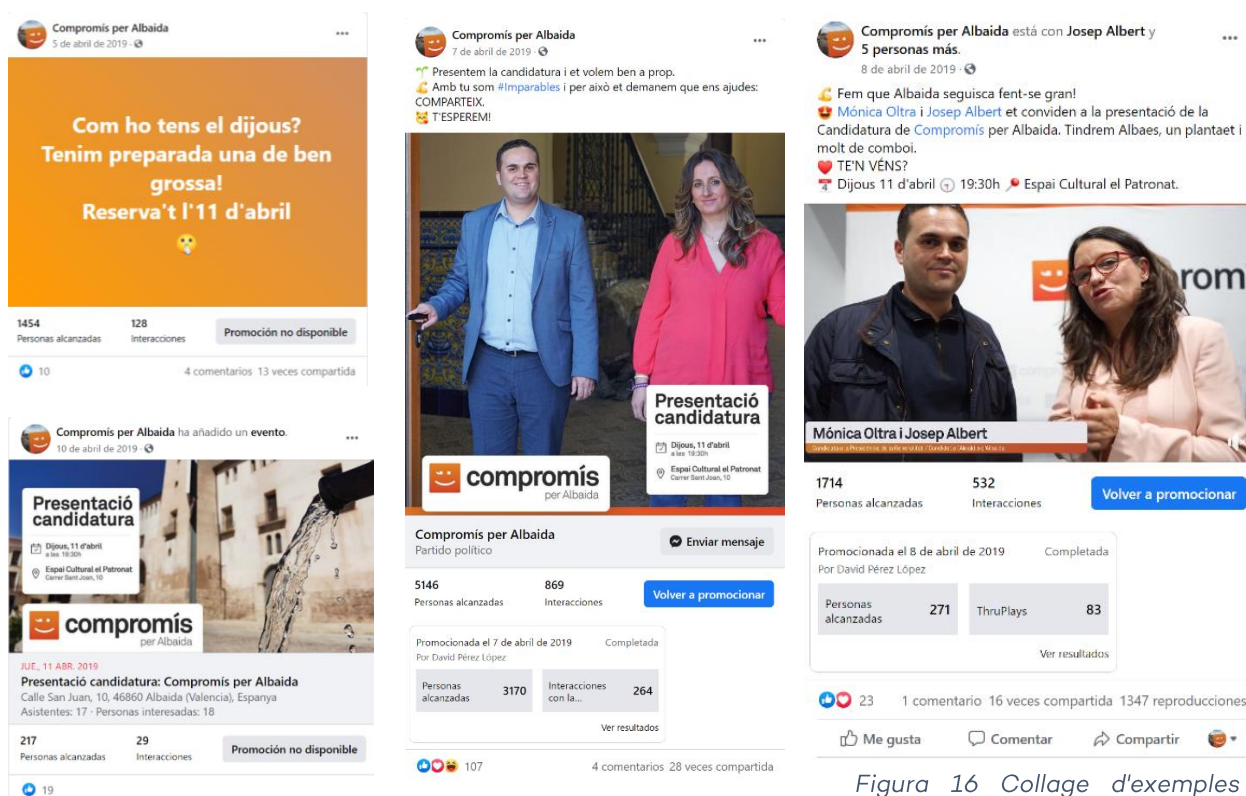 Compromís per Albaida
5 de abril de 2019
Com ho tens el dijous?
Tenim preparada una de ben
grossa!
Reserva't l'11 d'abril
1454
128
Personas alcanzadas
Interacciones
Promoción no disponible
10
4 comentarios 13 veces compartida
Compromís per Albaida ha añadido un evento.
10 de abril de 2019
Presentació
candidatura
Dijous, 11 d'abril
a les 19:30h
Espai Cultural el Patronat
Carrer Sant Joan, 10
compromís
per Albaida
JUE., 11 ABR. 2019
Presentació candidatura: Compromís per Albaida
Calle San Juan, 10, 46860 Albaida (Valencia), Espanya
Asistentes: 17 · Personas interesadas: 18
217
29
Personas alcanzadas
Interacciones
Promoción no disponible
19
Compromís per Albaida
7 de abril de 2019
Presentem la candidatura i et volem ben a prop.
Amb tu som #Imparables i per això et demanem que ens ajudes:
COMPARTEIX.
T'ESPEREM!
Presentació
candidatura
Dijous, 11 d'abril
a les 19:30h
Espai Cultural el Patronat
Carrer Sant Joan, 10
compromís
per Albaida
Compromís per Albaida
Partido político
Enviar mensaje
5146
869
Personas alcanzadas
Interacciones
Volver a promocionar
Promocionada el 7 de abril de 2019
Completada
Por David Pérez López
Personas
alcanzadas
3170
Interacciones
con la...
264
Ver resultados
107
4 comentarios 28 veces compartida
Compromís per Albaida está con Josep Albert y
5 personas más.
8 de abril de 2019
Fem que Albaida seguisca fent-se gran!
Mónica Oltra i Josep Albert et conviden a la presentació de la
Candidatura de Compromís per Albaida. Tindrem Albaes, un plantaet i
molt de comboi.
TE'N VÉNS?
Dijous 11 d'abril 19:30h Espai Cultural el Patronat.
rom
Mónica Oltra i Josep Albert
1714
532
Personas alcanzadas
Interacciones
Volver a promocionar
Promocionada el 8 de abril de 2019
Completada
Por David Pérez López
Personas
alcanzadas
271
ThruPlays
83
Ver resultados
23
1 comentario 16 veces compartida 1347 reproducciones
Me gusta
Comentar
Compartir
Figura 16 Collage d'exemples